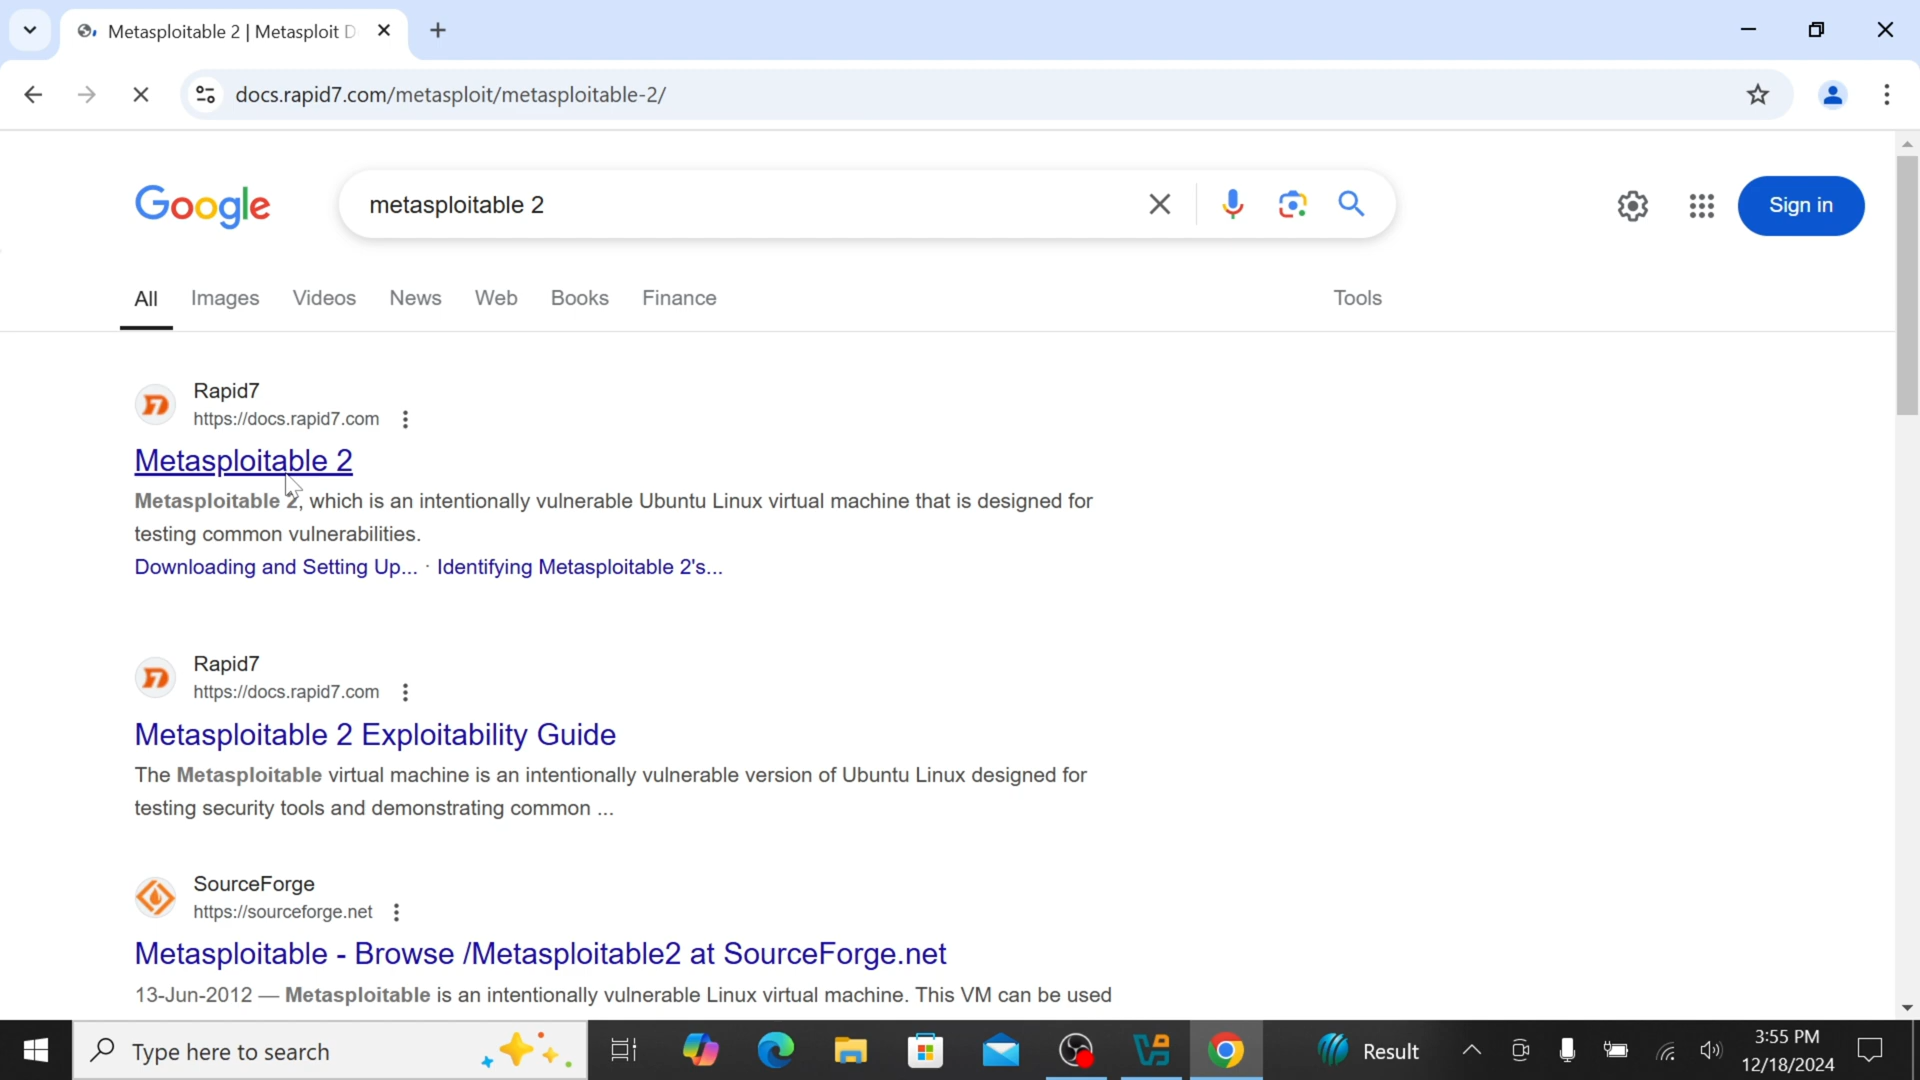 Metasploitable 2 | Metasploit D
docs.rapid7.com/metasploit/metasploitable-2/
Google
metasploitable 2
Sign in
All Images Videos News Web Books Finance Tools
Rapid7
https://docs.rapid7.com
Metasploitable 2
Metasploitable 2, which is an intentionally vulnerable Ubuntu Linux virtual machine that is designed for
testing common vulnerabilities.
Downloading and Setting Up... · Identifying Metasploitable 2's...
Rapid7
https://docs.rapid7.com
Metasploitable 2 Exploitability Guide
The Metasploitable virtual machine is an intentionally vulnerable version of Ubuntu Linux designed for
testing security tools and demonstrating common ...
SourceForge
https://sourceforge.net
Metasploitable - Browse /Metasploitable2 at SourceForge.net
13-Jun-2012 — Metasploitable is an intentionally vulnerable Linux virtual machine. This VM can be used
Type here to search
Result
3:55 PM
12/18/2024